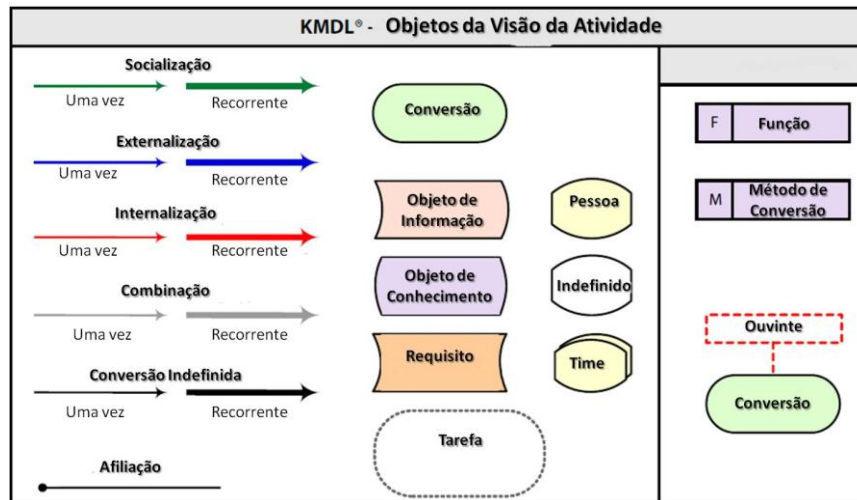 KMDL® - Objetos da Visão da Atividade
Socialização
Uma vez
Recorrente
Externalização
Uma vez
Recorrente
Internalização
Uma vez
Recorrente
Combinação
Uma vez
Recorrente
Conversão Indefinida
Uma vez
Recorrente
Afiliação
Conversão
Objeto de
Informação
Pessoa
Objeto de
Conhecimento
Indefinido
Requisito
Time
Tarefa
F
Função
M
Método de
Conversão
Ouvinte
Conversão